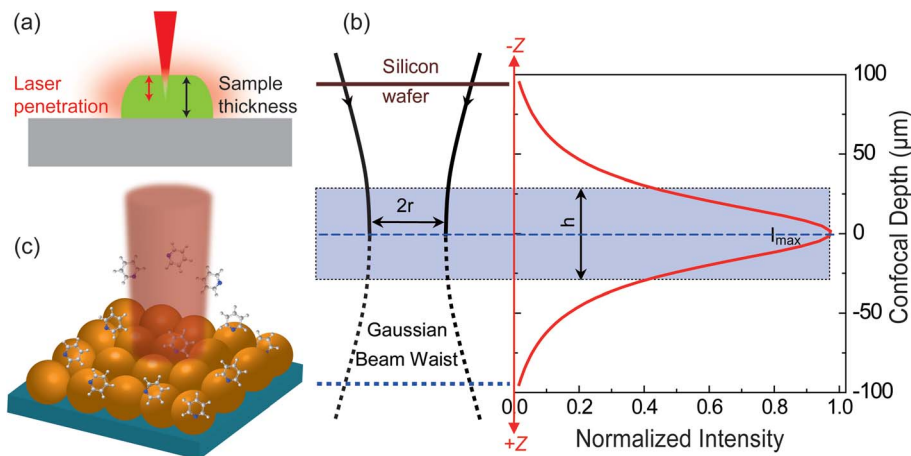 (a)
Laser
penetration
Sample
thickness
(b)
Silicon
wafer
2r
Gaussian
Beam Waist
-Z
h
Imax
+Z
100
50
0
-50
-100
Confocal Depth (μm)
0.0 0.2 0.4 0.6 0.8 1.0
Normalized Intensity
(c)